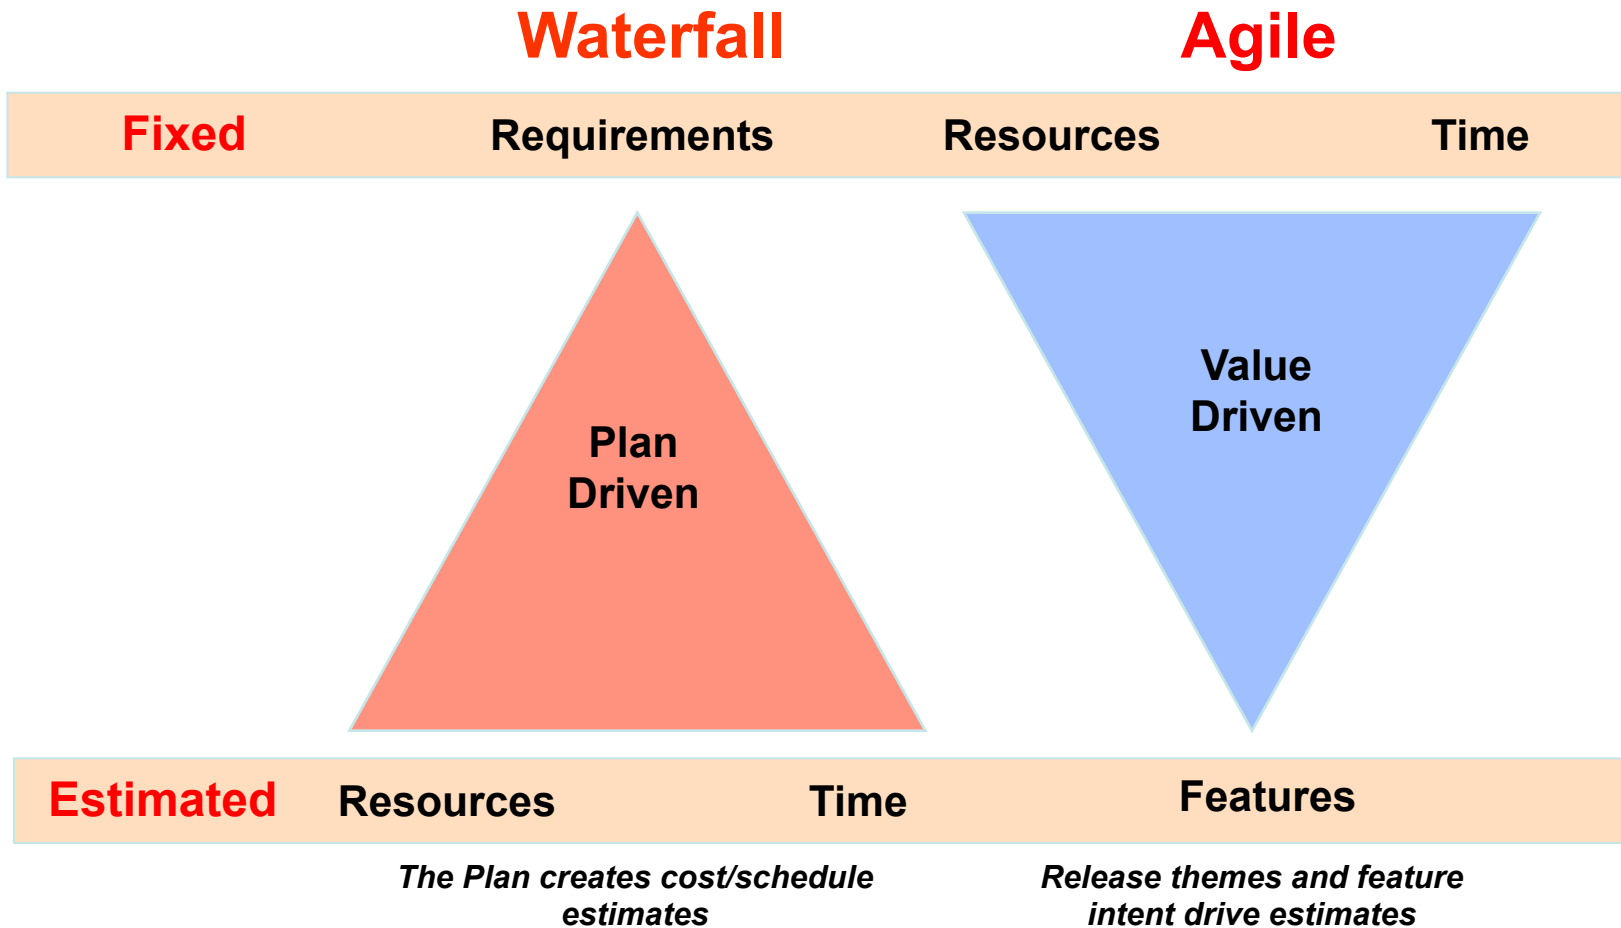 Waterfall Agile
Fixed Requirements Resources Time
Plan
Driven
Value
Driven
Estimated Resources Time Features
The Plan creates cost/schedule
estimates
Release themes and feature
intent drive estimates